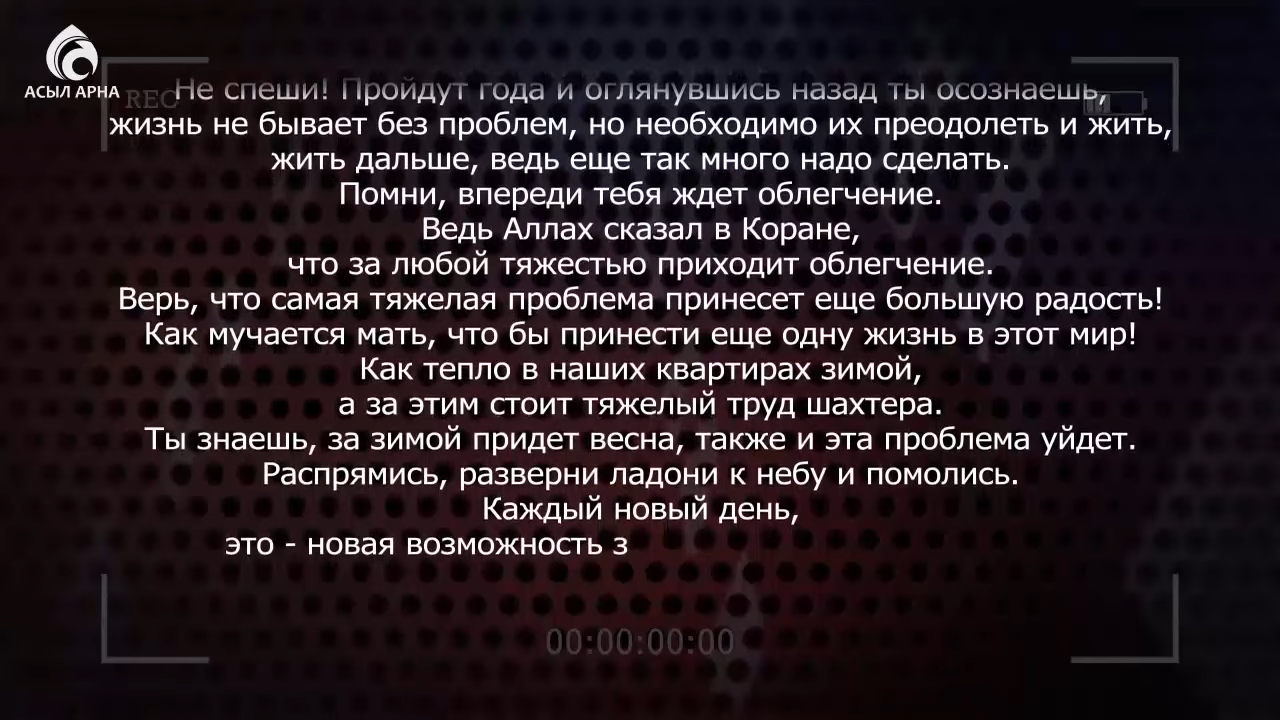 АСЫЛ АРНА
REC
Не спеши! Пройдут года и оглянувшись назад ты осознаешь,
жизнь не бывает без проблем, но необходимо их преодолеть и жить,
жить дальше, ведь еще так много надо сделать.
Помни, впереди тебя ждет облегчение.
Ведь Аллах сказал в Коране,
что за любой тяжестью приходит облегчение.
Верь, что самая тяжелая проблема принесет еще большую радость!
Как мучается мать, что бы принести еще одну жизнь в этот мир!
Как тепло в наших квартирах зимой,
а за этим стоит тяжелый труд шахтера.
Ты знаешь, за зимой придет весна, также и эта проблема уйдет.
Распрямись, разверни ладони к небу и помолись.
Каждый новый день,
это - новая возможность з
00:00:00:00